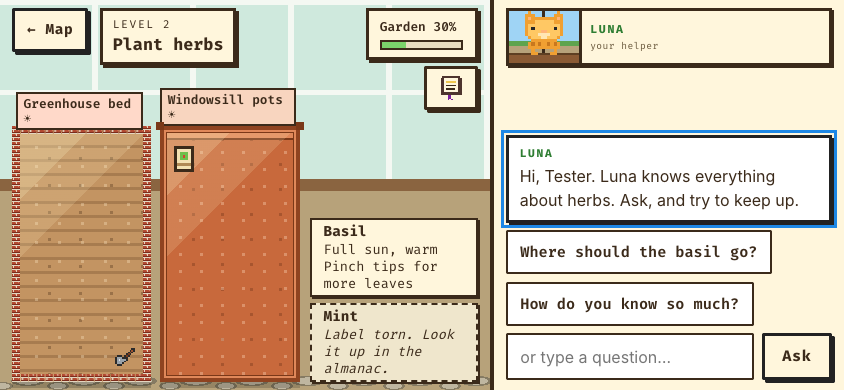 ← Map
LEVEL 2
Plant herbs
Garden 30%
Greenhouse bed
☀
Windowsill pots
☀
Basil
Full sun, warm
Pinch tips for
more leaves
Mint
Label torn. Look
it up in the
almanac.
LUNA
your helper
LUNA
Hi, Tester. Luna knows everything
about herbs. Ask, and try to keep up.
Where should the basil go?
How do you know so much?
or type a question...
Ask